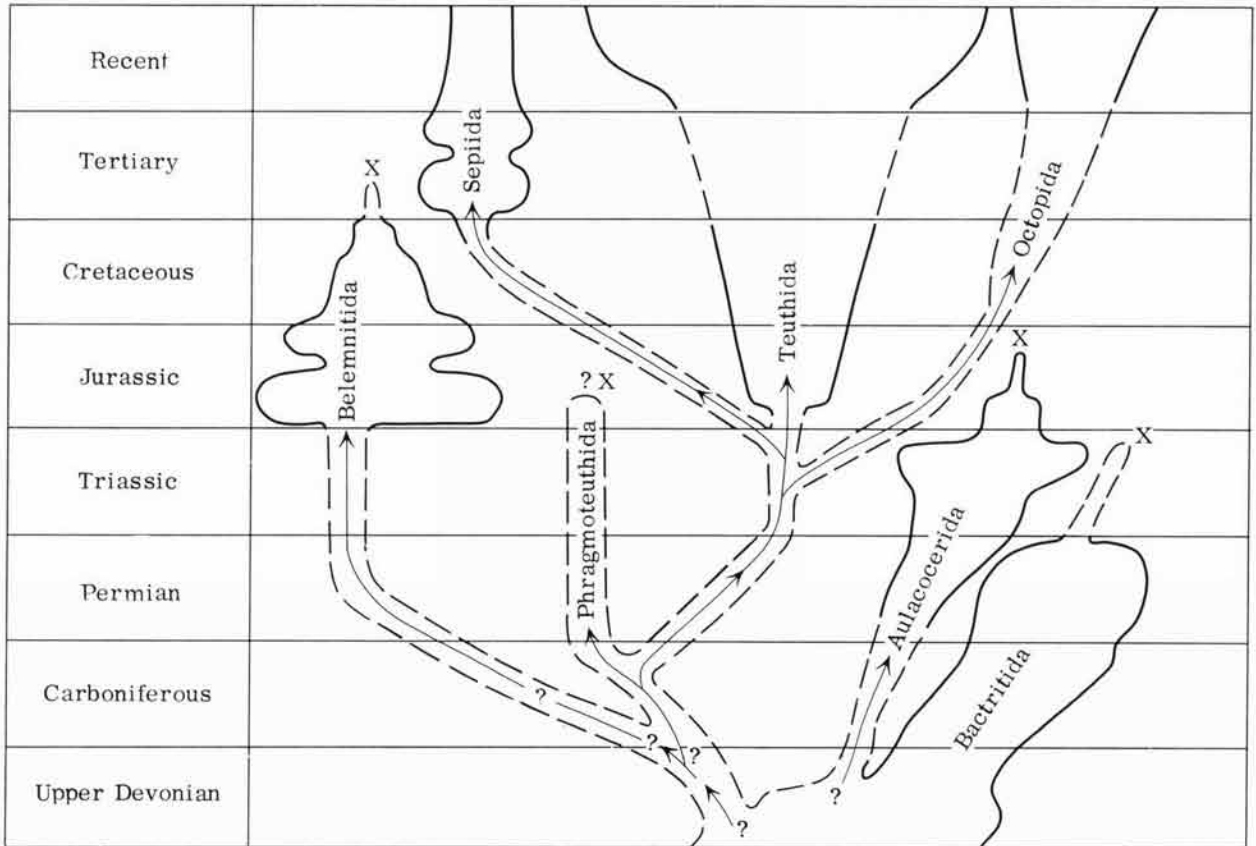 Recent
Tertiary
Cretaceous
Jurassic
Triassic
Permian
Carboniferous
Upper Devonian
X
Belemnitida
Sepiida
? X
Phragmoteuthida
Teuthida
Octopida
X
Aulacocerida
X
Bactritida
?
?
?
?
?